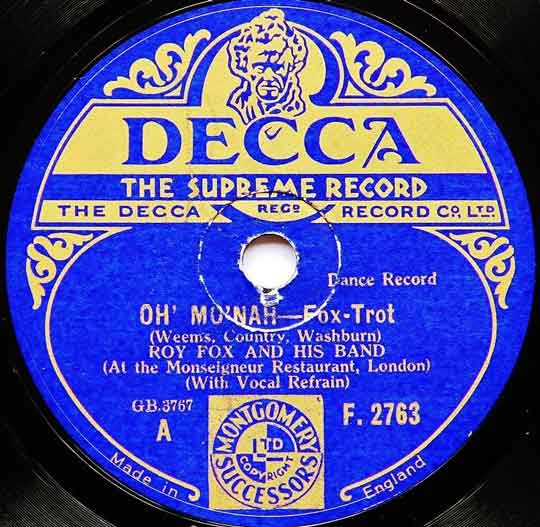 DECCA
THE SUPREME RECORD
THE DECCA REGD RECORD CO., LTD.
Dance Record
OH' MO'NAH—Fox-Trot
(Weems, Country, Washburn)
ROY FOX AND HIS BAND
(At the Monseigneur Restaurant, London)
(With Vocal Refrain)
GB.3767
A
F. 2763
MONTGOMERY
LTD
COPYRIGHT
SUCCESSORS
Made in England